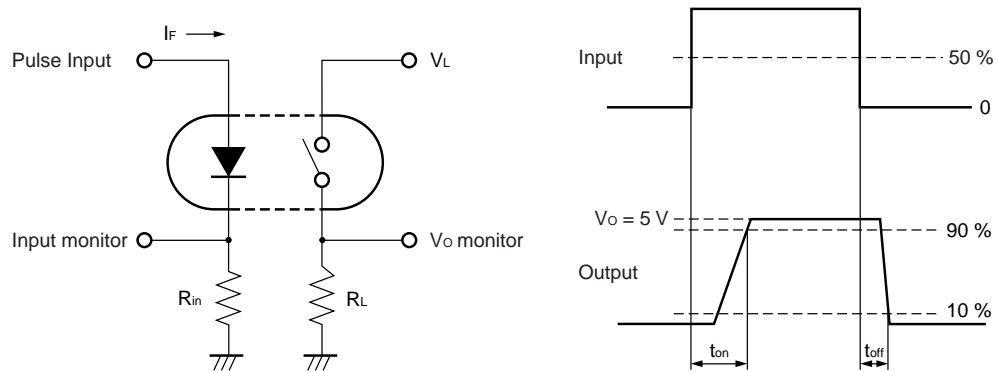 IF
Pulse Input
VL
Input monitor
VO monitor
Rin
RL
Input
50 %
0
VO = 5 V
90 %
Output
10 %
ton
toff